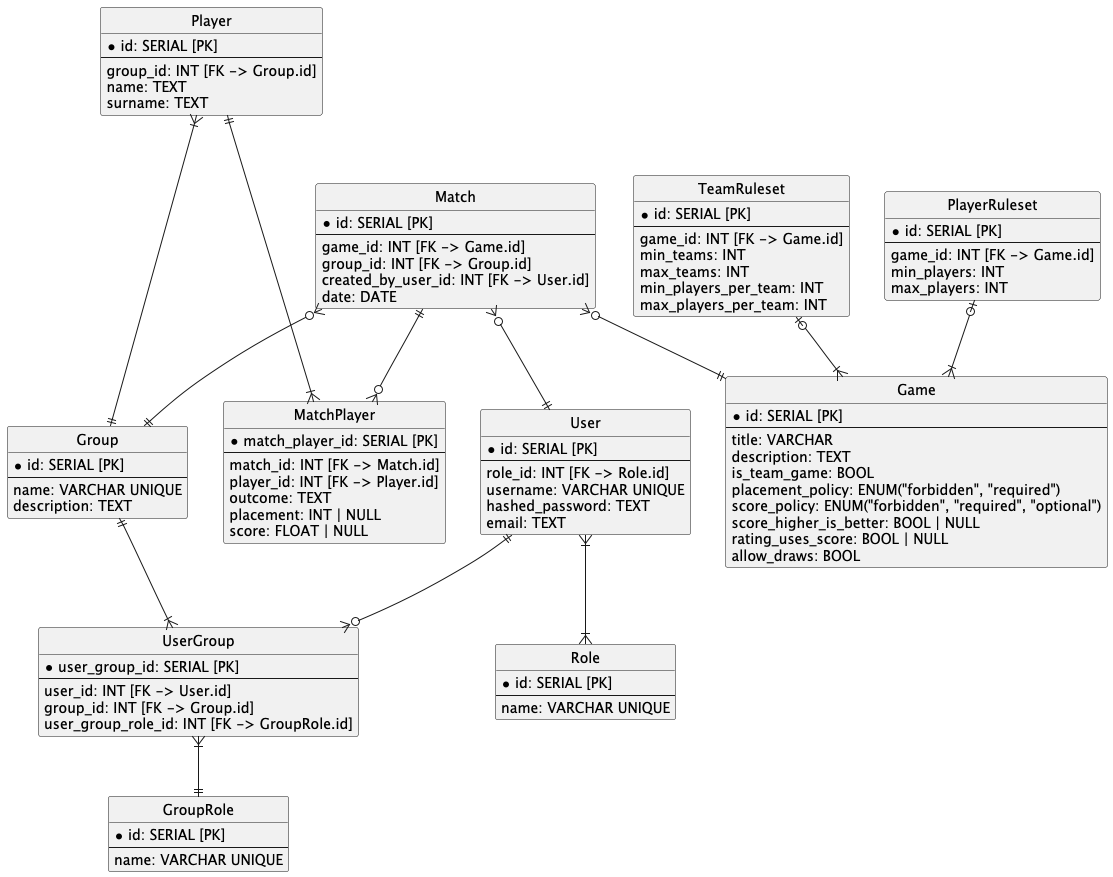 Player
id: SERIAL [PK]
group_id: INT [FK -> Group.id]
name: TEXT
surname: TEXT
Match
id: SERIAL [PK]
game_id: INT [FK -> Game.id]
group_id: INT [FK -> Group.id]
created_by_user_id: INT [FK -> User.id]
date: DATE
TeamRuleset
id: SERIAL [PK]
game_id: INT [FK -> Game.id]
min_teams: INT
max_teams: INT
min_players_per_team: INT
max_players_per_team: INT
PlayerRuleset
id: SERIAL [PK]
game_id: INT [FK -> Game.id]
min_players: INT
max_players: INT
Group
id: SERIAL [PK]
name: VARCHAR UNIQUE
description: TEXT
MatchPlayer
match_player_id: SERIAL [PK]
match_id: INT [FK -> Match.id]
player_id: INT [FK -> Player.id]
outcome: TEXT
placement: INT | NULL
score: FLOAT | NULL
User
id: SERIAL [PK]
role_id: INT [FK -> Role.id]
username: VARCHAR UNIQUE
hashed_password: TEXT
email: TEXT
Game
id: SERIAL [PK]
title: VARCHAR
description: TEXT
is_team_game: BOOL
placement_policy: ENUM("forbidden", "required")
score_policy: ENUM("forbidden", "required", "optional")
score_higher_is_better: BOOL | NULL
rating_uses_score: BOOL | NULL
allow_draws: BOOL
UserGroup
user_group_id: SERIAL [PK]
user_id: INT [FK -> User.id]
group_id: INT [FK -> Group.id]
user_group_role_id: INT [FK -> GroupRole.id]
Role
id: SERIAL [PK]
name: VARCHAR UNIQUE
GroupRole
id: SERIAL [PK]
name: VARCHAR UNIQUE